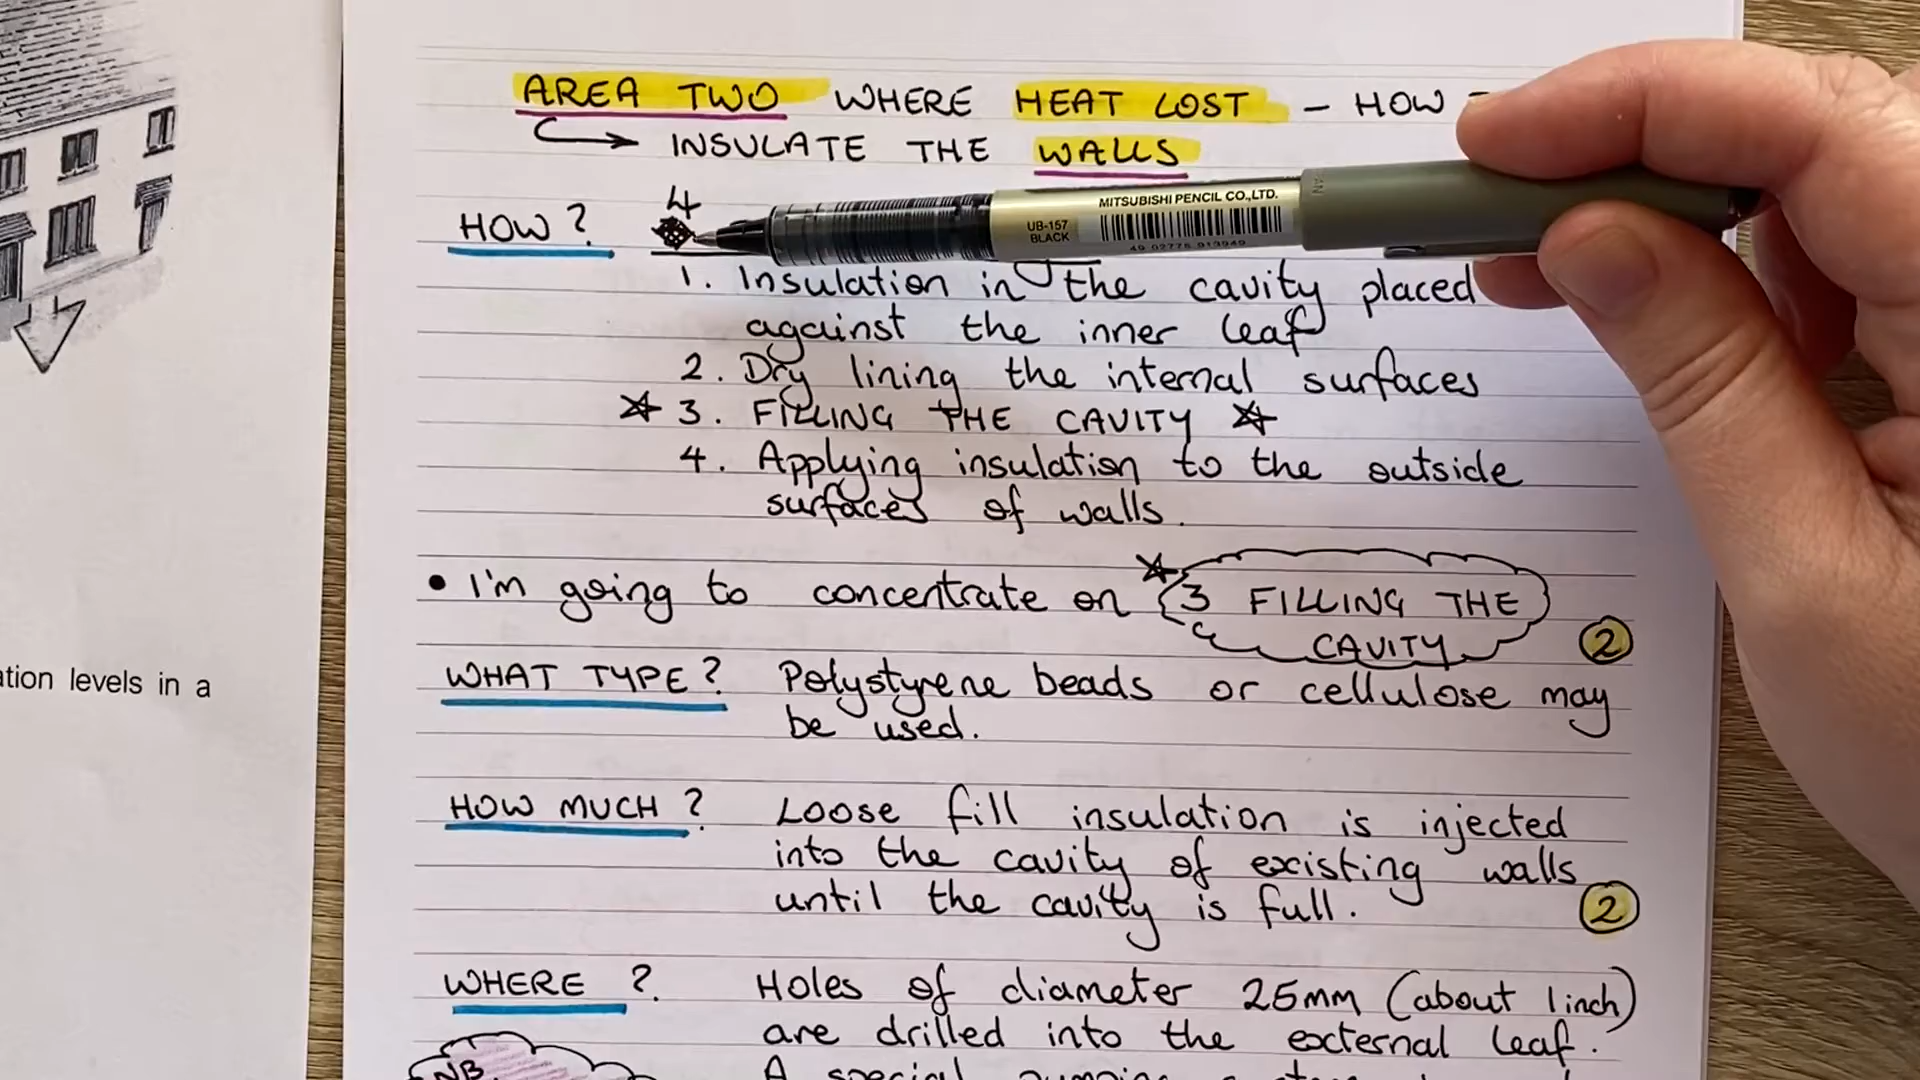 AREA TWO WHERE HEAT LOST - HOW
INSULATE THE WALLS
HOW ? 4
MITSUBISHI PENCIL CO.,LTD.
UB-157
BLACK
1. Insulation in the cavity placed
against the inner leaf
2. Dry lining the internal surfaces
3. FILLING THE CAVITY
4. Applying insulation to the outside
surfaces of walls.
• I'm going to concentrate on 3 FILLING THE
CAVITY 2
WHAT TYPE ? Polystyrene beads or cellulose may
be used.
HOW MUCH ? Loose fill insulation is injected
into the cavity of existing walls
until the cavity is full. 2
WHERE ? Holes of diameter 25mm (about 1 inch)
are drilled into the external leaf.
NB
A special pumping
levels in a